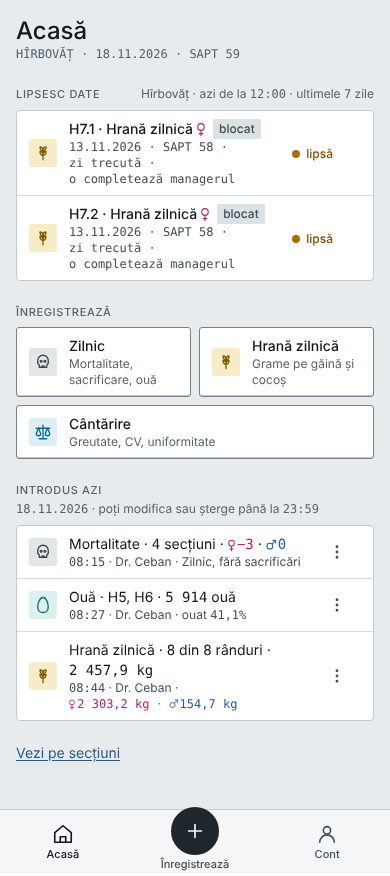 Acasă
HÎRBOVĂȚ · 18.11.2026 · SAPT 59
LIPSESC DATE
Hîrbovăț · azi de la 12:00 · ultimele 7 zile
H7.1 · Hrană zilnică ♀ blocat
13.11.2026 · SAPT 58 ·
zi trecută ·
o completează managerul
lipsă
H7.2 · Hrană zilnică ♀ blocat
13.11.2026 · SAPT 58 ·
zi trecută ·
o completează managerul
lipsă
ÎNREGISTREAZĂ
Zilnic
Mortalitate,
sacrificare, ouă
Hrană zilnică
Grame pe găină și
cocoș
Cântărire
Greutate, CV, uniformitate
INTRODUS AZI
18.11.2026 · poți modifica sau șterge până la 23:59
Mortalitate · 4 secțiuni · ♀−3 · ♂0
08:15 · Dr. Ceban · Zilnic, fără sacrificări
Ouă · H5, H6 · 5 914 ouă
08:27 · Dr. Ceban · ouat 41,1%
Hrană zilnică · 8 din 8 rânduri ·
2 457,9 kg
08:44 · Dr. Ceban ·
♀2 303,2 kg · ♂154,7 kg
Vezi pe secțiuni
Acasă
Înregistrează
Cont